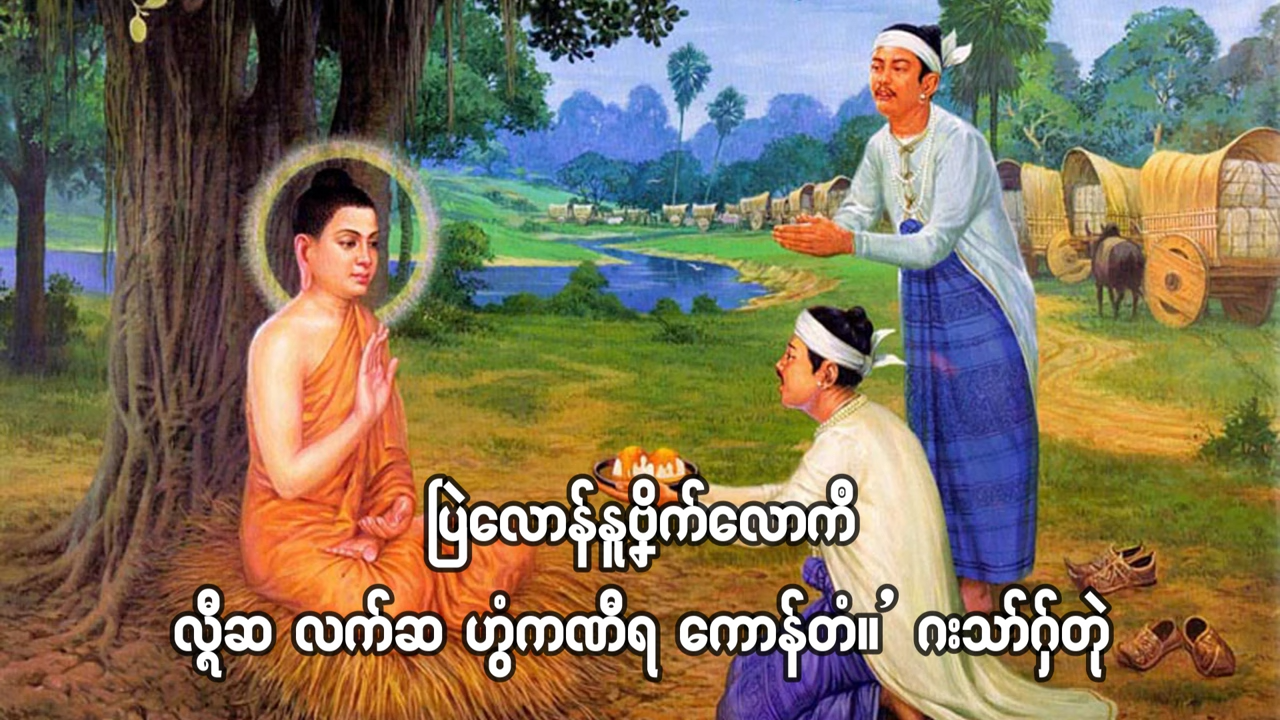 ပြဲလောန်နူဗှိုက်လောကဳ
လ္ၚီဆ လက်ဆ ဟွံကဏဳရ ကောန်တံ။’ ဂးသာ်ဂှ်တုဲ